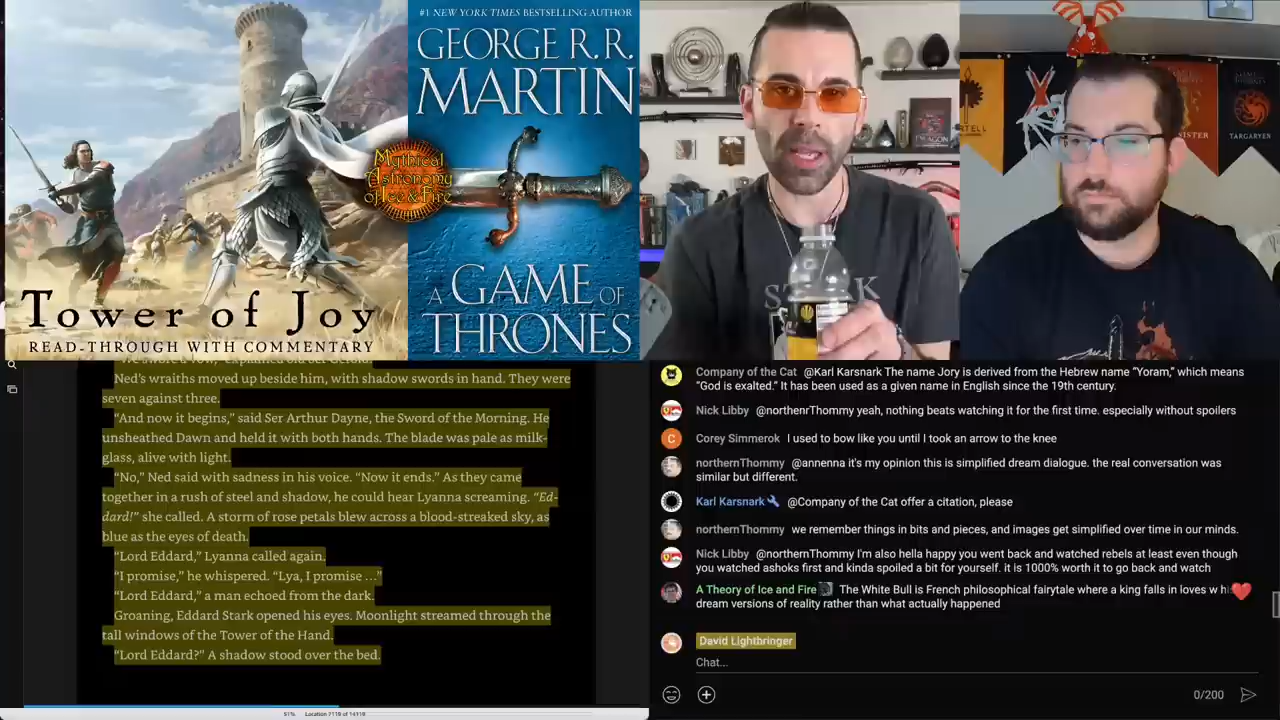 Tower of Joy
READ-THROUGH WITH COMMENTARY
Mythical
Astronomy
of Ice & Fire
#1 NEW YORK TIMES BESTSELLING AUTHOR
GEORGE R.R.
MARTIN
A GAME OF
THRONES
TARGARYEN
Ned's wraiths moved up beside him, with shadow swords in hand. They were
seven against three.
"And now it begins," said Ser Arthur Dayne, the Sword of the Morning. He
unsheathed Dawn and held it with both hands. The blade was pale as milk-
glass, alive with light.
"No," Ned said with sadness in his voice. "Now it ends." As they came
together in a rush of steel and shadow, he could hear Lyanna screaming. "Ed-
dard!" she called. A storm of rose petals blew across a blood-streaked sky, as
blue as the eyes of death.
"Lord Eddard," Lyanna called again.
"I promise," he whispered. "Lya, I promise ..."
"Lord Eddard," a man echoed from the dark.
Groaning, Eddard Stark opened his eyes. Moonlight streamed through the
tall windows of the Tower of the Hand.
"Lord Eddard?" A shadow stood over the bed.
51% Location 7118 of 14118
Company of the Cat @Karl Karsnark The name Jory is derived from the Hebrew name "Yoram," which means
"God is exalted." It has been used as a given name in English since the 19th century.
Nick Libby @northenrThommy yeah, nothing beats watching it for the first time. especially without spoilers
Corey Simmerok I used to bow like you until I took an arrow to the knee
northernThommy @annenna it's my opinion this is simplified dream dialogue. the real conversation was
similar but different.
Karl Karsnark @Company of the Cat offer a citation, please
northernThommy we remember things in bits and pieces, and images get simplified over time in our minds.
Nick Libby @northernThommy I'm also hella happy you went back and watched rebels at least even though
you watched ashoks first and kinda spoiled a bit for yourself. it is 1000% worth it to go back and watch
A Theory of Ice and Fire The White Bull is French philosophical fairytale where a king falls in loves w
dream versions of reality rather than what actually happened
David Lightbringer
Chat...
0/200